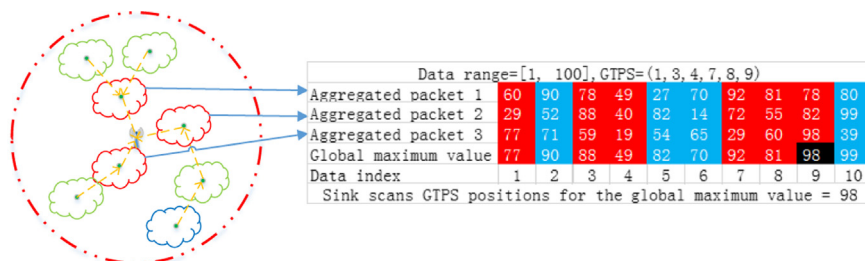 Data range=[1, 100],GTPS=(1,3,4,7,8,9)
Aggregated packet 1 60 90 78 49 27 70 92 81 78 80
Aggregated packet 2 29 52 88 40 82 14 72 55 82 99
Aggregated packet 3 77 71 59 19 54 65 29 60 98 39
Global maximum value 77 90 88 49 82 70 92 81 98 99
Data index 1 2 3 4 5 6 7 8 9 10
Sink scans GTPS positions for the global maximum value = 98